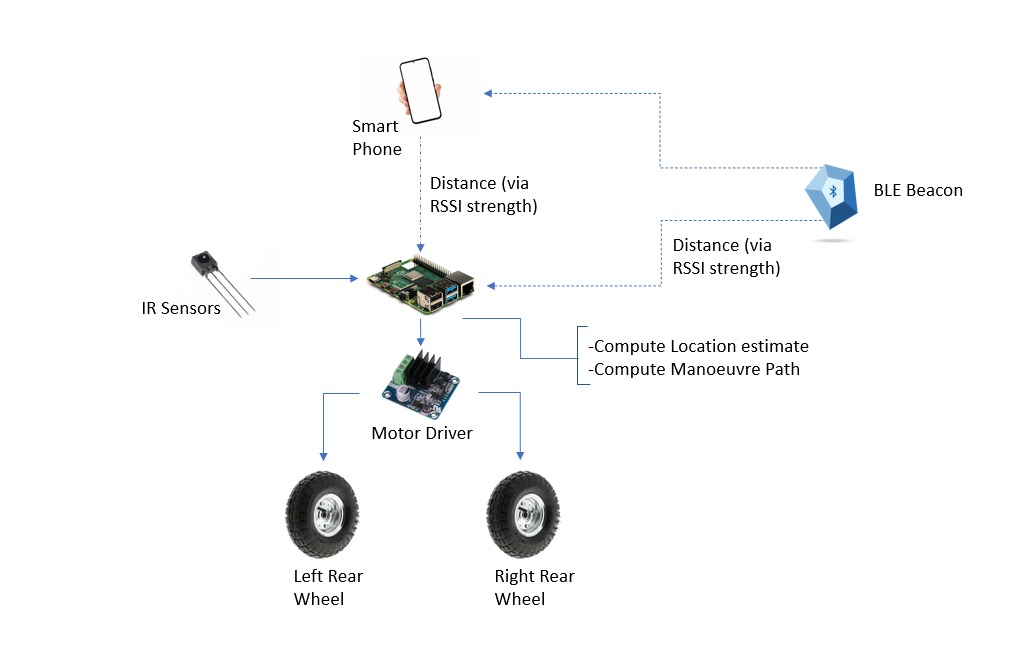 Smart
Phone
Distance (via
RSSI strength)
BLE Beacon
Distance (via
RSSI strength)
IR Sensors
-Compute Location estimate
-Compute Manoeuvre Path
Motor Driver
Left Rear
Wheel
Right Rear
Wheel